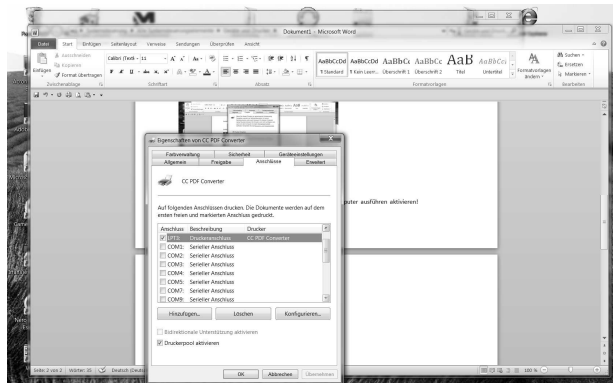 Dokument1 - Microsoft Word
Datei Start Einfügen Seitenlayout Verweise Sendungen Überprüfen Ansicht
Einfügen
Ausschneiden
Kopieren
Format übertragen
Zwischenablage
Calibri (Textk 11
Schriftart
Absatz
AaBbCcDd AaBbCcDd AaBbCc AaBbCc AaB AaBbCcI
¶ Standard ¶ Kein Leerr... Überschrift 1 Überschrift 2 Titel Untertitel
Formatvorlagen ändern
Formatvorlagen
Suchen
Ersetzen
Markieren
Bearbeiten
puter ausführen aktivieren!
Eigenschaften von CC PDF Converter
Farbverwaltung Sicherheit Geräteeinstellungen
Allgemein Freigabe Anschlüsse Erweitert
CC PDF Converter
Auf folgenden Anschlüssen drucken. Die Dokumente werden auf dem
ersten freien und markierten Anschluss gedruckt.
Anschluss Beschreibung Drucker
LPT3: Druckeranschluss CC PDF Converter
COM1: Serieller Anschluss
COM2: Serieller Anschluss
COM3: Serieller Anschluss
COM4: Serieller Anschluss
COM5: Serieller Anschluss
COM7: Serieller Anschluss
COM9: Serieller Anschluss
Hinzufügen... Löschen Konfigurieren...
Bidirektionale Unterstützung aktivieren
Druckerpool aktivieren
OK Abbrechen Übernehmen
Seite: 2 von 2 Wörter: 35 Deutsch (Deuts
100 %